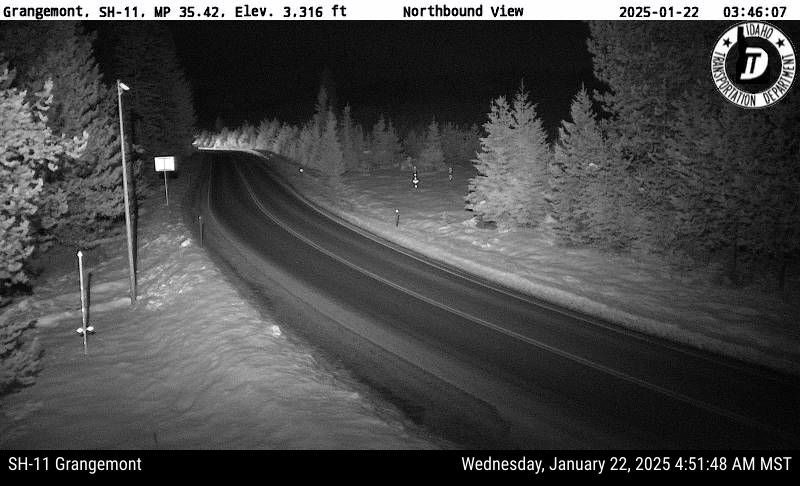 Grangemont, SH-11, MP 35.42, Elev. 3,316 ft Northbound View 2025-01-22 03:46:07
IDAHO
TRANSPORTATION DEPARTMENT
SH-11 Grangemont Wednesday, January 22, 2025 4:51:48 AM MST